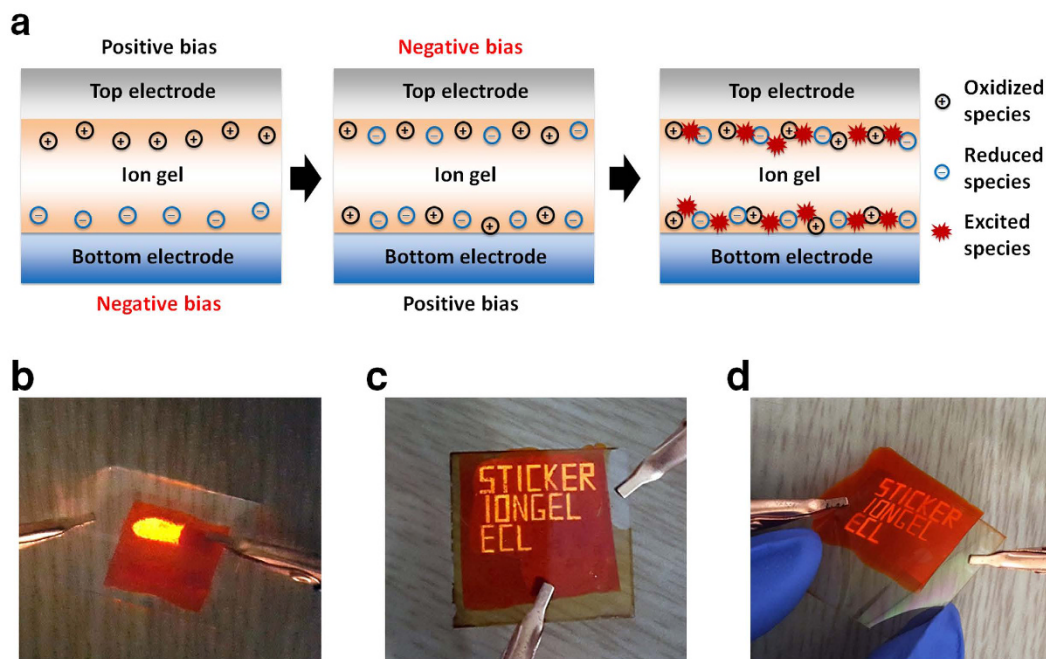 a
Positive bias
Negative bias
Top electrode
Top electrode
Top electrode
Oxidized species
Ion gel
Ion gel
Ion gel
Reduced species
Bottom electrode
Bottom electrode
Bottom electrode
Excited species
Negative bias
Positive bias
b
c
d
STICKER
IONGEL
ECL
STICKER
IONGEL
ECL